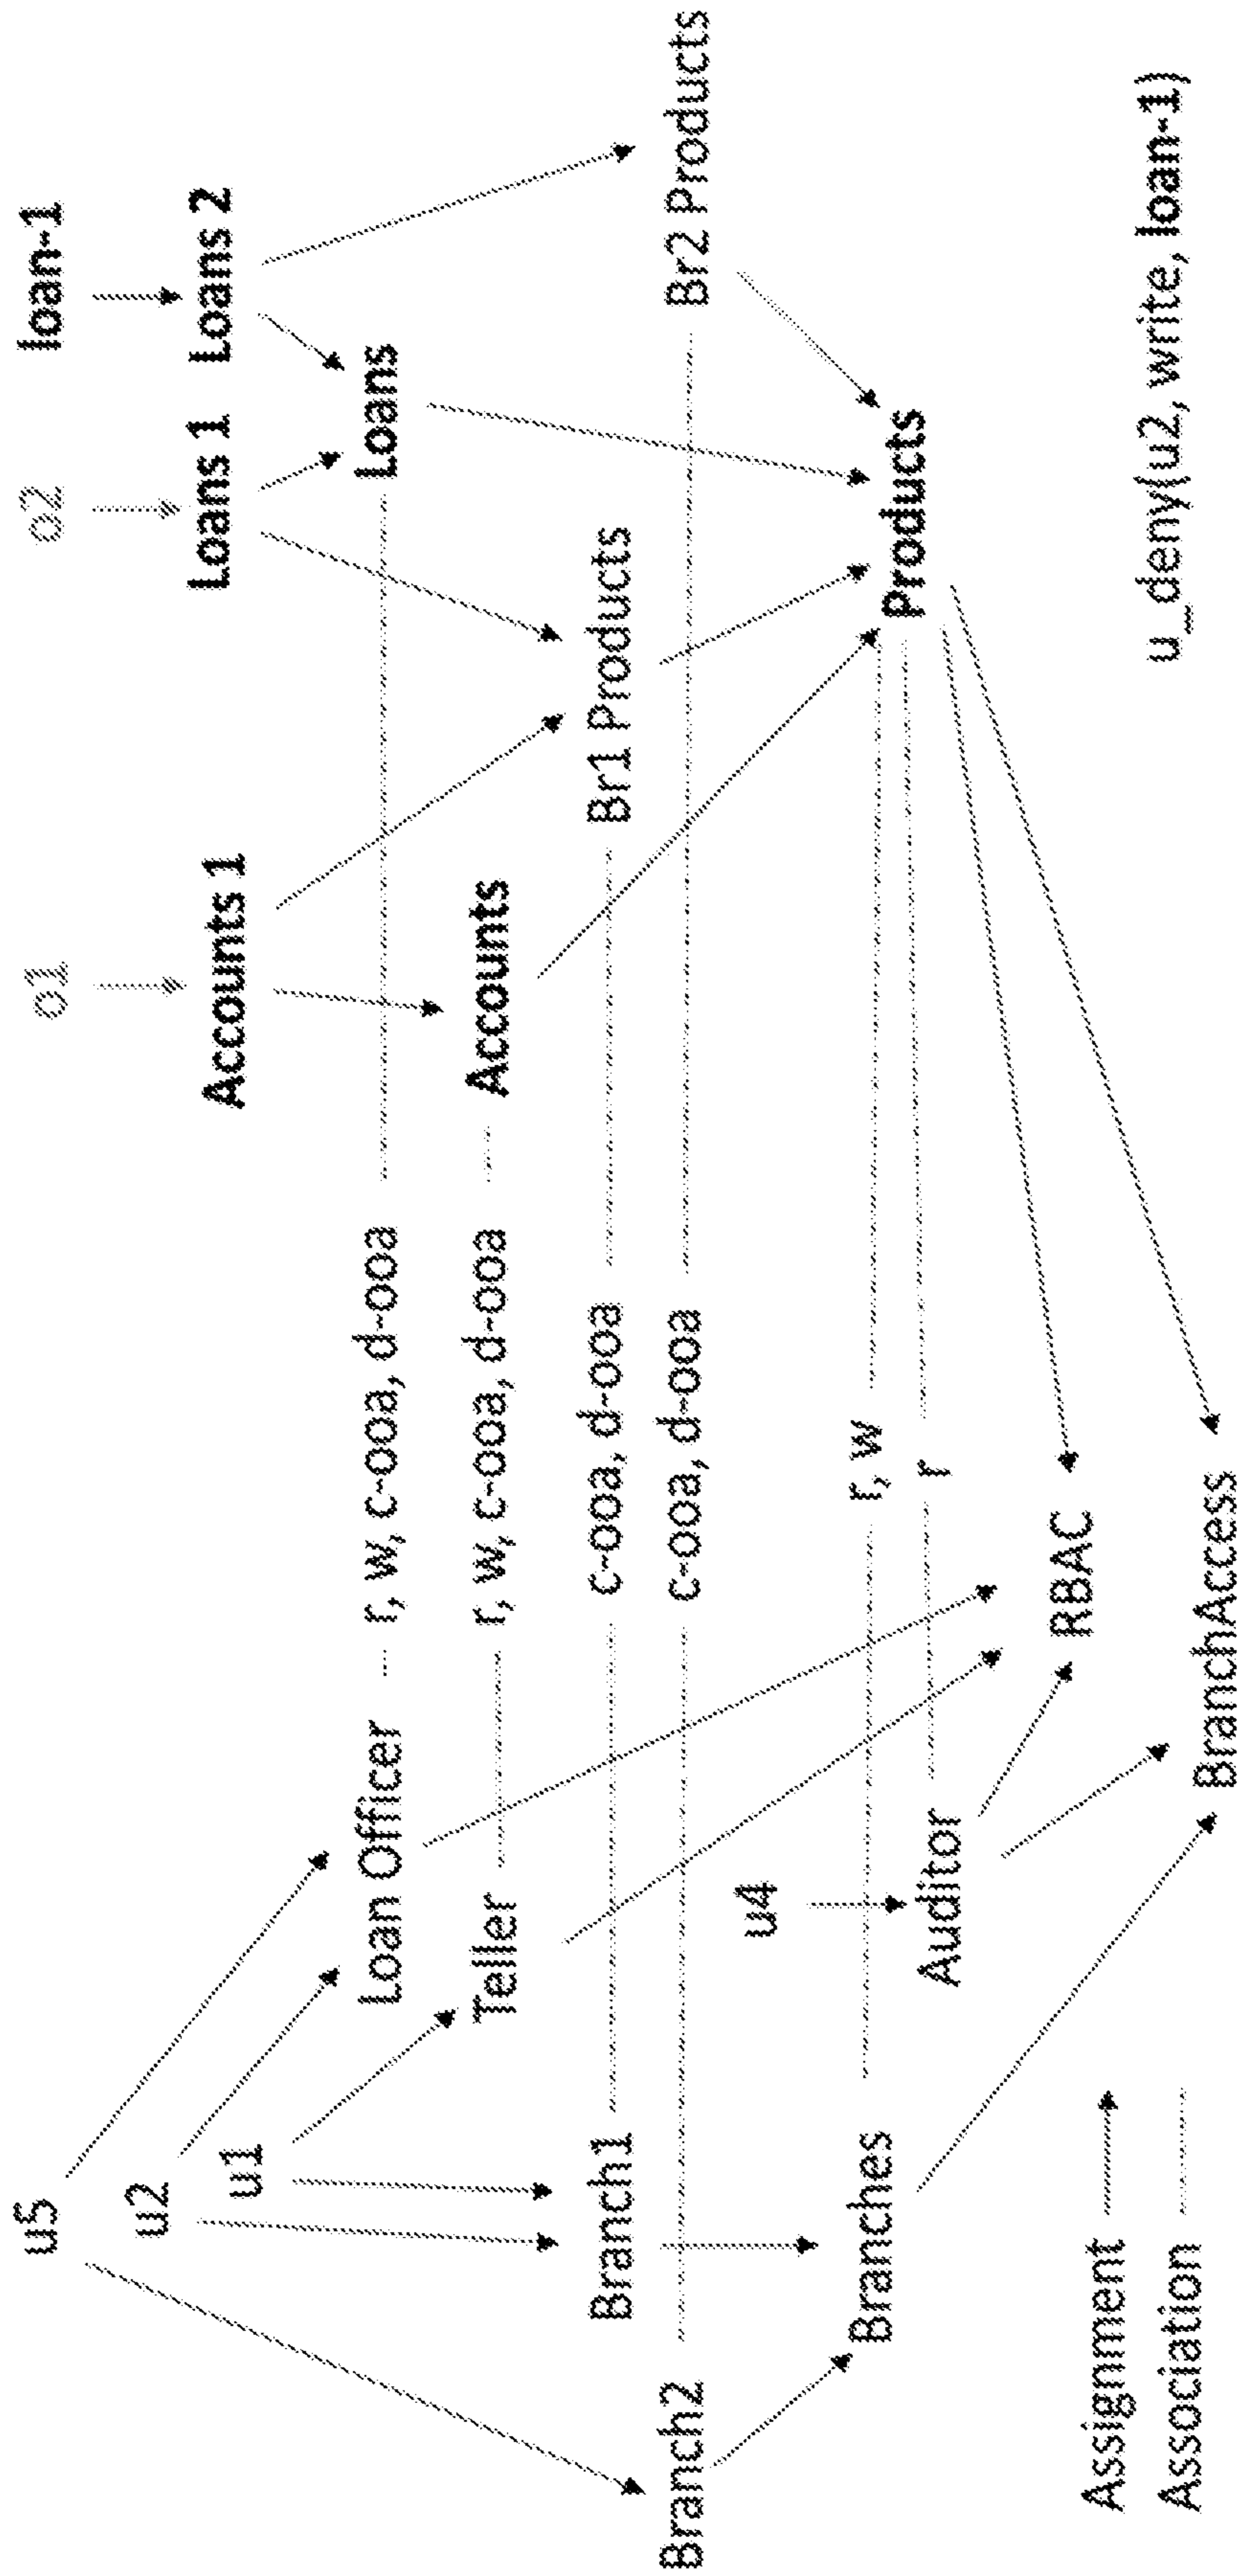 u5
o1
o2
loan-1
u2
u1
Accounts 1
Loans 1
Loans 2
Loan Officer
r, w, c-ooa, d-ooa
Loans
Teller
r, w, c-ooa, d-ooa
Accounts
Branch1
c-ooa, d-ooa
Br1 Products
Branch2
c-ooa, d-ooa
Br2 Products
u4
Branches
r, w
Products
Auditor
r
RBAC
Assignment
u_deny(u2, write, loan-1)
Association
BranchAccess